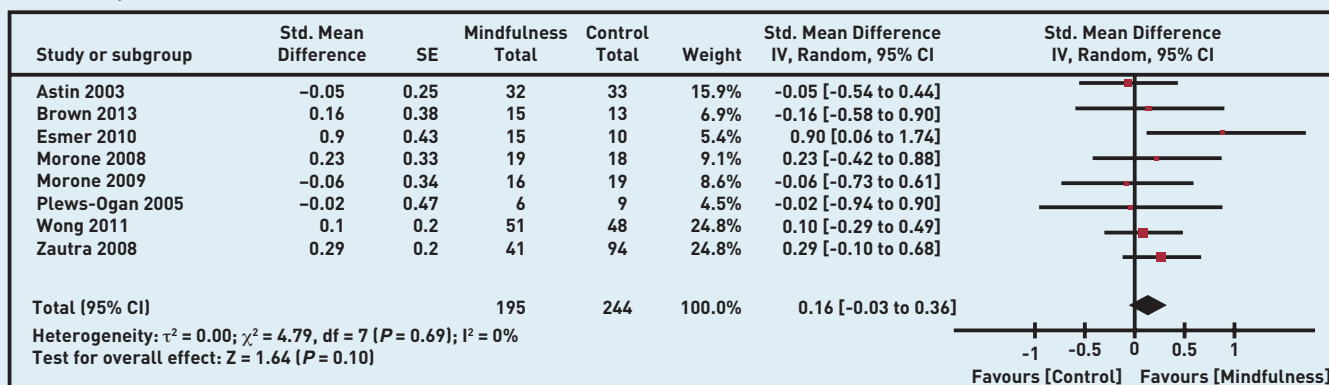 Std. Mean Mindfulness Control Std. Mean Difference Std. Mean Difference
Study or subgroup Difference SE Total Total Weight IV, Random, 95% CI IV, Random, 95% CI
Astin 2003 −0.05 0.25 32 33 15.9% -0.05 [-0.54 to 0.44]
Brown 2013 0.16 0.38 15 13 6.9% -0.16 [-0.58 to 0.90]
Esmer 2010 0.9 0.43 15 10 5.4% 0.90 [0.06 to 1.74]
Morone 2008 0.23 0.33 19 18 9.1% 0.23 [-0.42 to 0.88]
Morone 2009 −0.06 0.34 16 19 8.6% -0.06 [-0.73 to 0.61]
Plews-Ogan 2005 −0.02 0.47 6 9 4.5% -0.02 [-0.94 to 0.90]
Wong 2011 0.1 0.2 51 48 24.8% 0.10 [-0.29 to 0.49]
Zautra 2008 0.29 0.2 41 94 24.8% 0.29 [-0.10 to 0.68]
Total (95% CI) 195 244 100.0% 0.16 [-0.03 to 0.36]
Heterogeneity: τ² = 0.00; χ² = 4.79, df = 7 (P = 0.69); I² = 0%
Test for overall effect: Z = 1.64 (P = 0.10)
-1 -0.5 0 0.5 1
Favours [Control] Favours [Mindfulness]